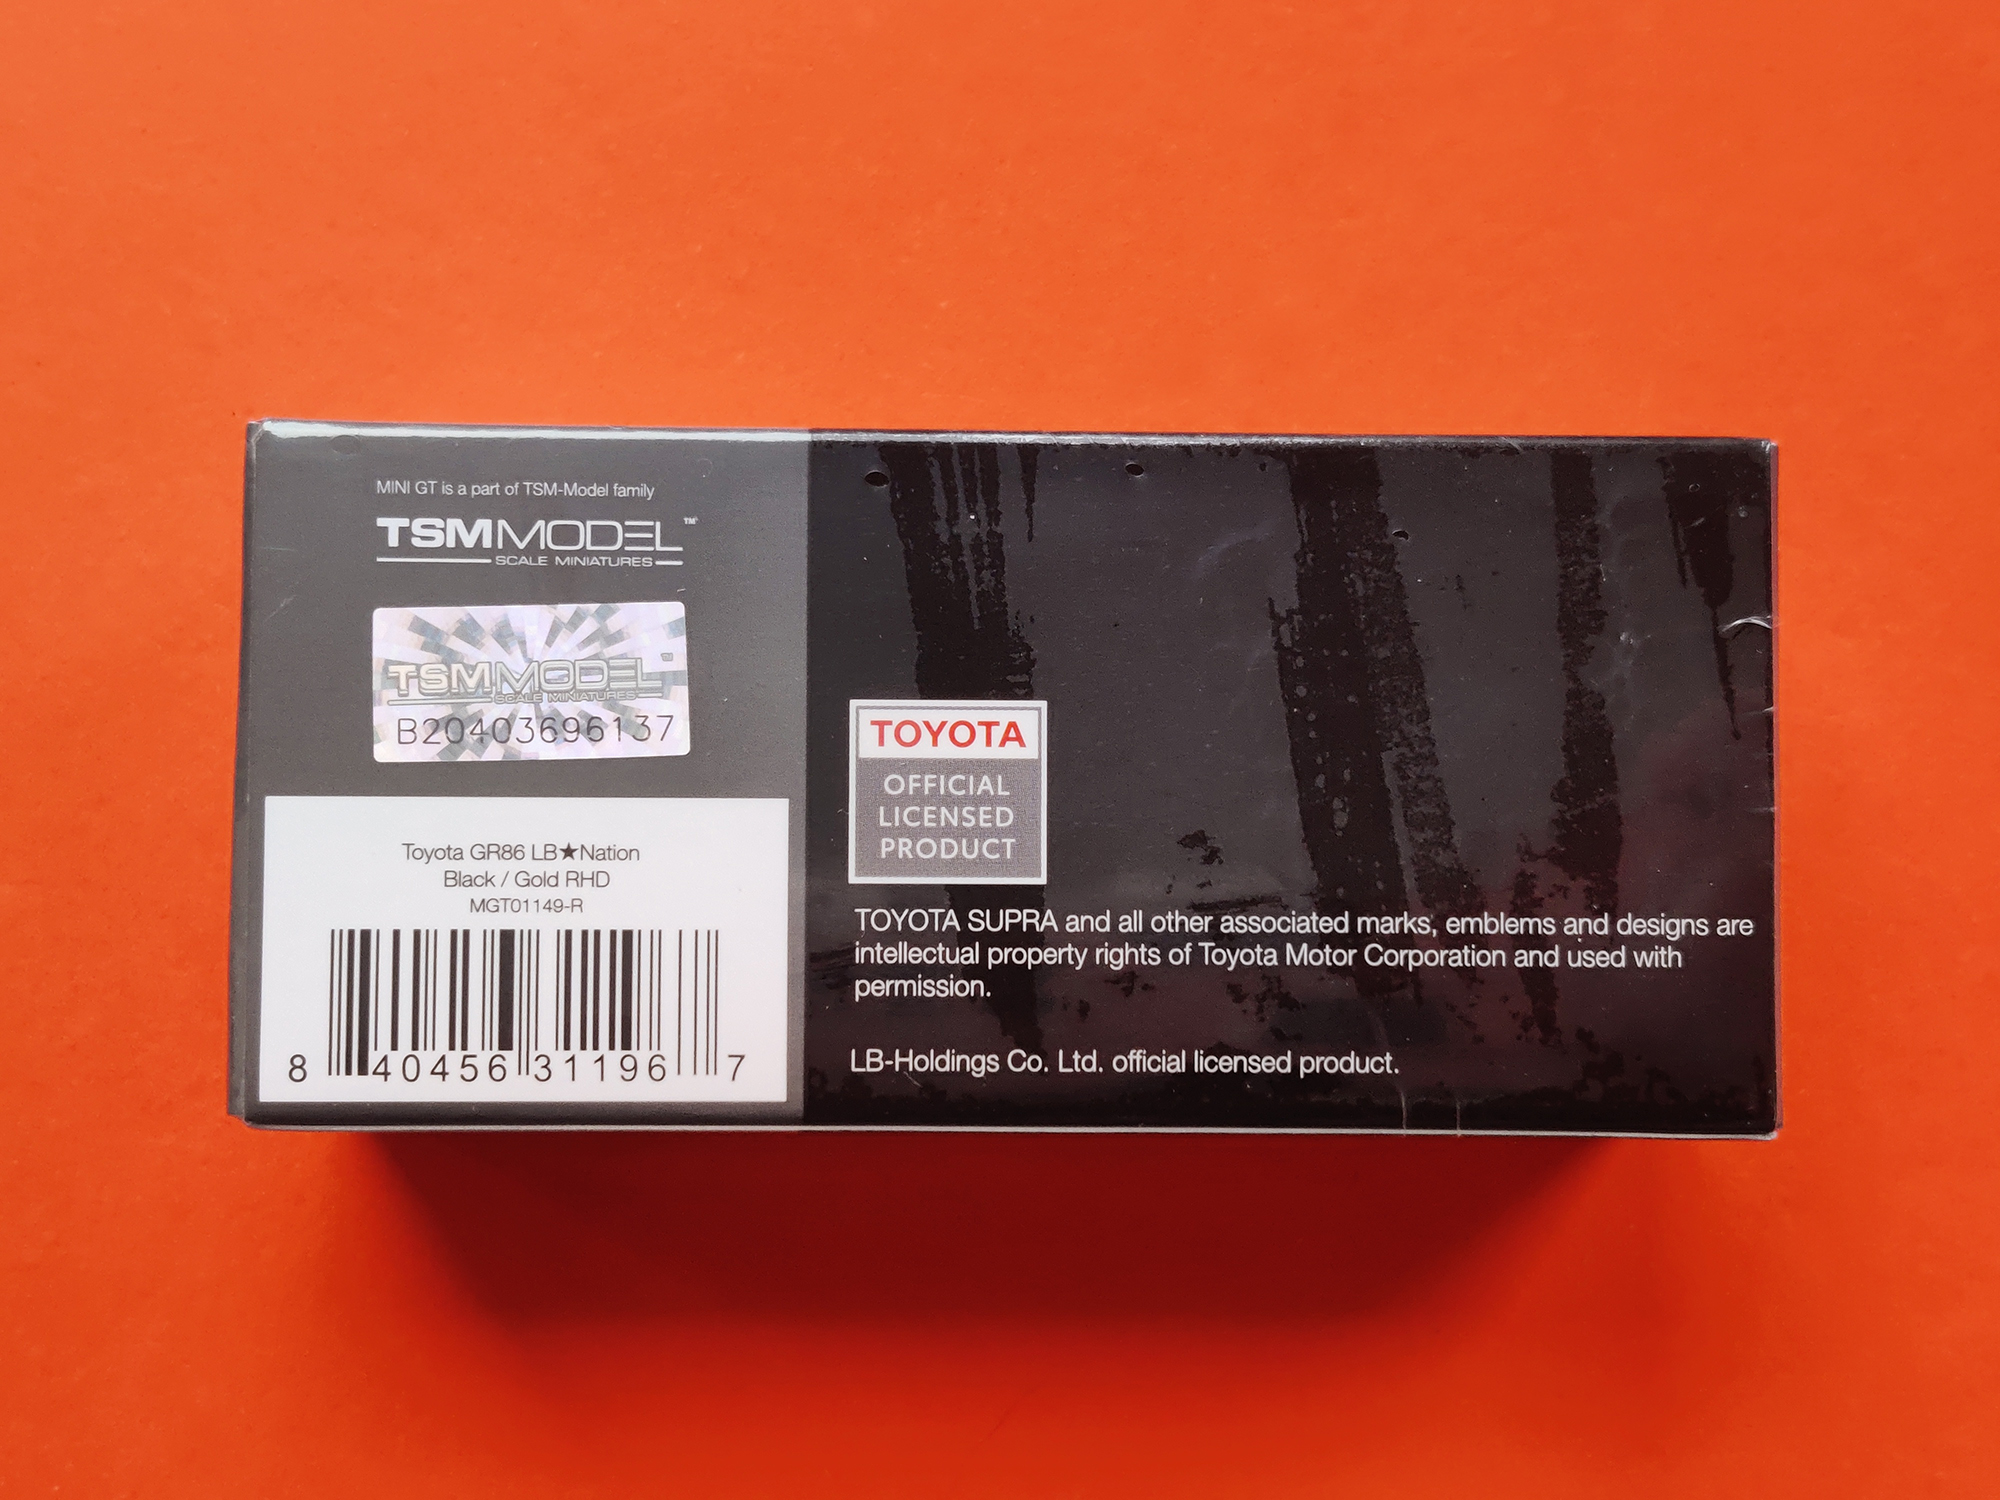 MINI GT is a part of TSM-Model family
TSMMODEL™
SCALE MINIATURES
TSMMODEL™
SCALE MINIATURES
B20403696137
Toyota GR86 LB★Nation
Black / Gold RHD
MGT01149-R
8 40456 31196 7
TOYOTA
OFFICIAL
LICENSED
PRODUCT
TOYOTA SUPRA and all other associated marks, emblems and designs are
intellectual property rights of Toyota Motor Corporation and used with
permission.
LB-Holdings Co. Ltd. official licensed product.